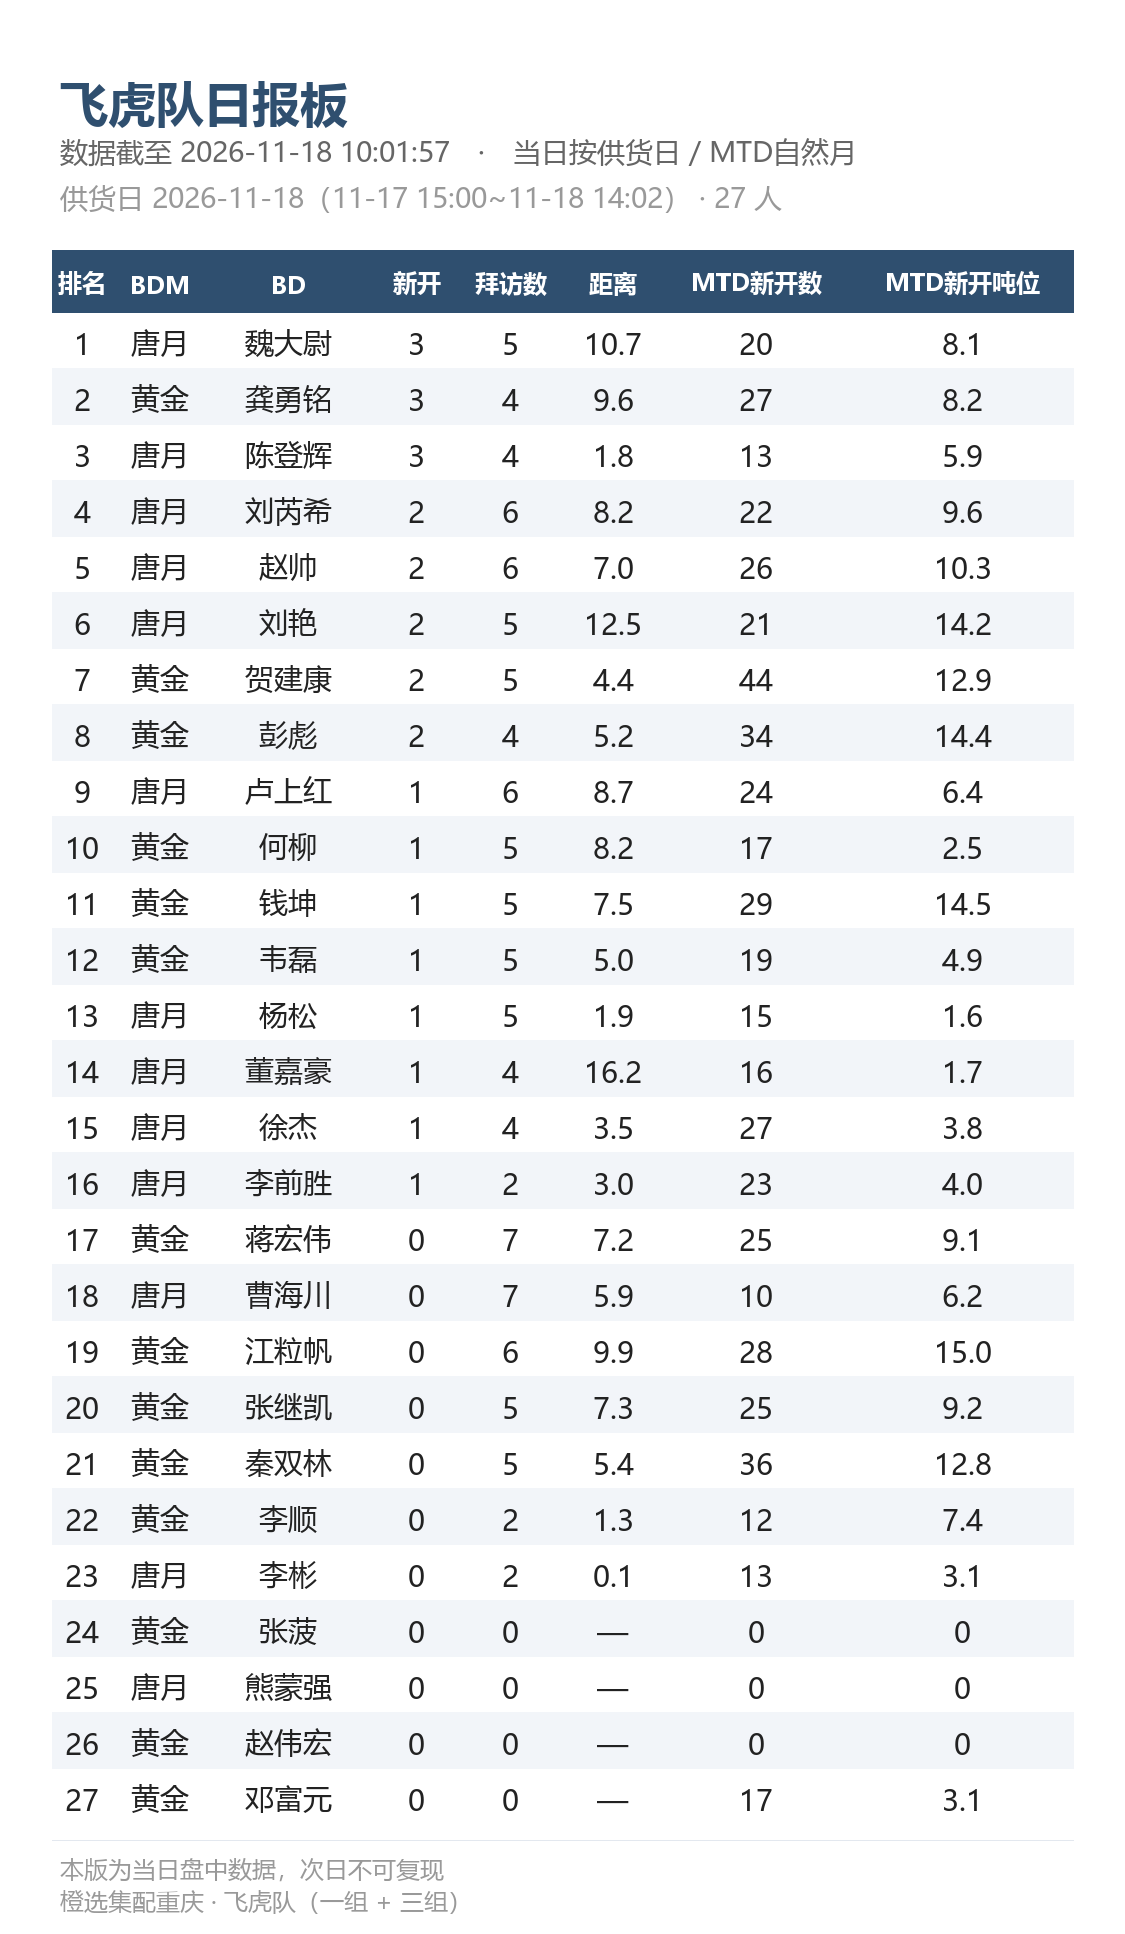 飞虎队日报板
数据截至 2026-11-18 10:01:57 · 当日按供货日 / MTD自然月
供货日 2026-11-18（11-17 15:00~11-18 14:02） · 27 人
排名 BDM BD 新开 拜访数 距离 MTD新开数 MTD新开吨位
1 唐月 魏大尉 3 5 10.7 20 8.1
2 黄金 龚勇铭 3 4 9.6 27 8.2
3 唐月 陈登辉 3 4 1.8 13 5.9
4 唐月 刘芮希 2 6 8.2 22 9.6
5 唐月 赵帅 2 6 7.0 26 10.3
6 唐月 刘艳 2 5 12.5 21 14.2
7 黄金 贺建康 2 5 4.4 44 12.9
8 黄金 彭彪 2 4 5.2 34 14.4
9 唐月 卢上红 1 6 8.7 24 6.4
10 黄金 何柳 1 5 8.2 17 2.5
11 黄金 钱坤 1 5 7.5 29 14.5
12 黄金 韦磊 1 5 5.0 19 4.9
13 唐月 杨松 1 5 1.9 15 1.6
14 唐月 董嘉豪 1 4 16.2 16 1.7
15 唐月 徐杰 1 4 3.5 27 3.8
16 唐月 李前胜 1 2 3.0 23 4.0
17 黄金 蒋宏伟 0 7 7.2 25 9.1
18 唐月 曹海川 0 7 5.9 10 6.2
19 黄金 江粒帆 0 6 9.9 28 15.0
20 黄金 张继凯 0 5 7.3 25 9.2
21 黄金 秦双林 0 5 5.4 36 12.8
22 黄金 李顺 0 2 1.3 12 7.4
23 唐月 李彬 0 2 0.1 13 3.1
24 黄金 张菠 0 0 — 0 0
25 唐月 熊蒙强 0 0 — 0 0
26 黄金 赵伟宏 0 0 — 0 0
27 黄金 邓富元 0 0 — 17 3.1
本版为当日盘中数据，次日不可复现
橙选集配重庆 · 飞虎队（一组 + 三组）